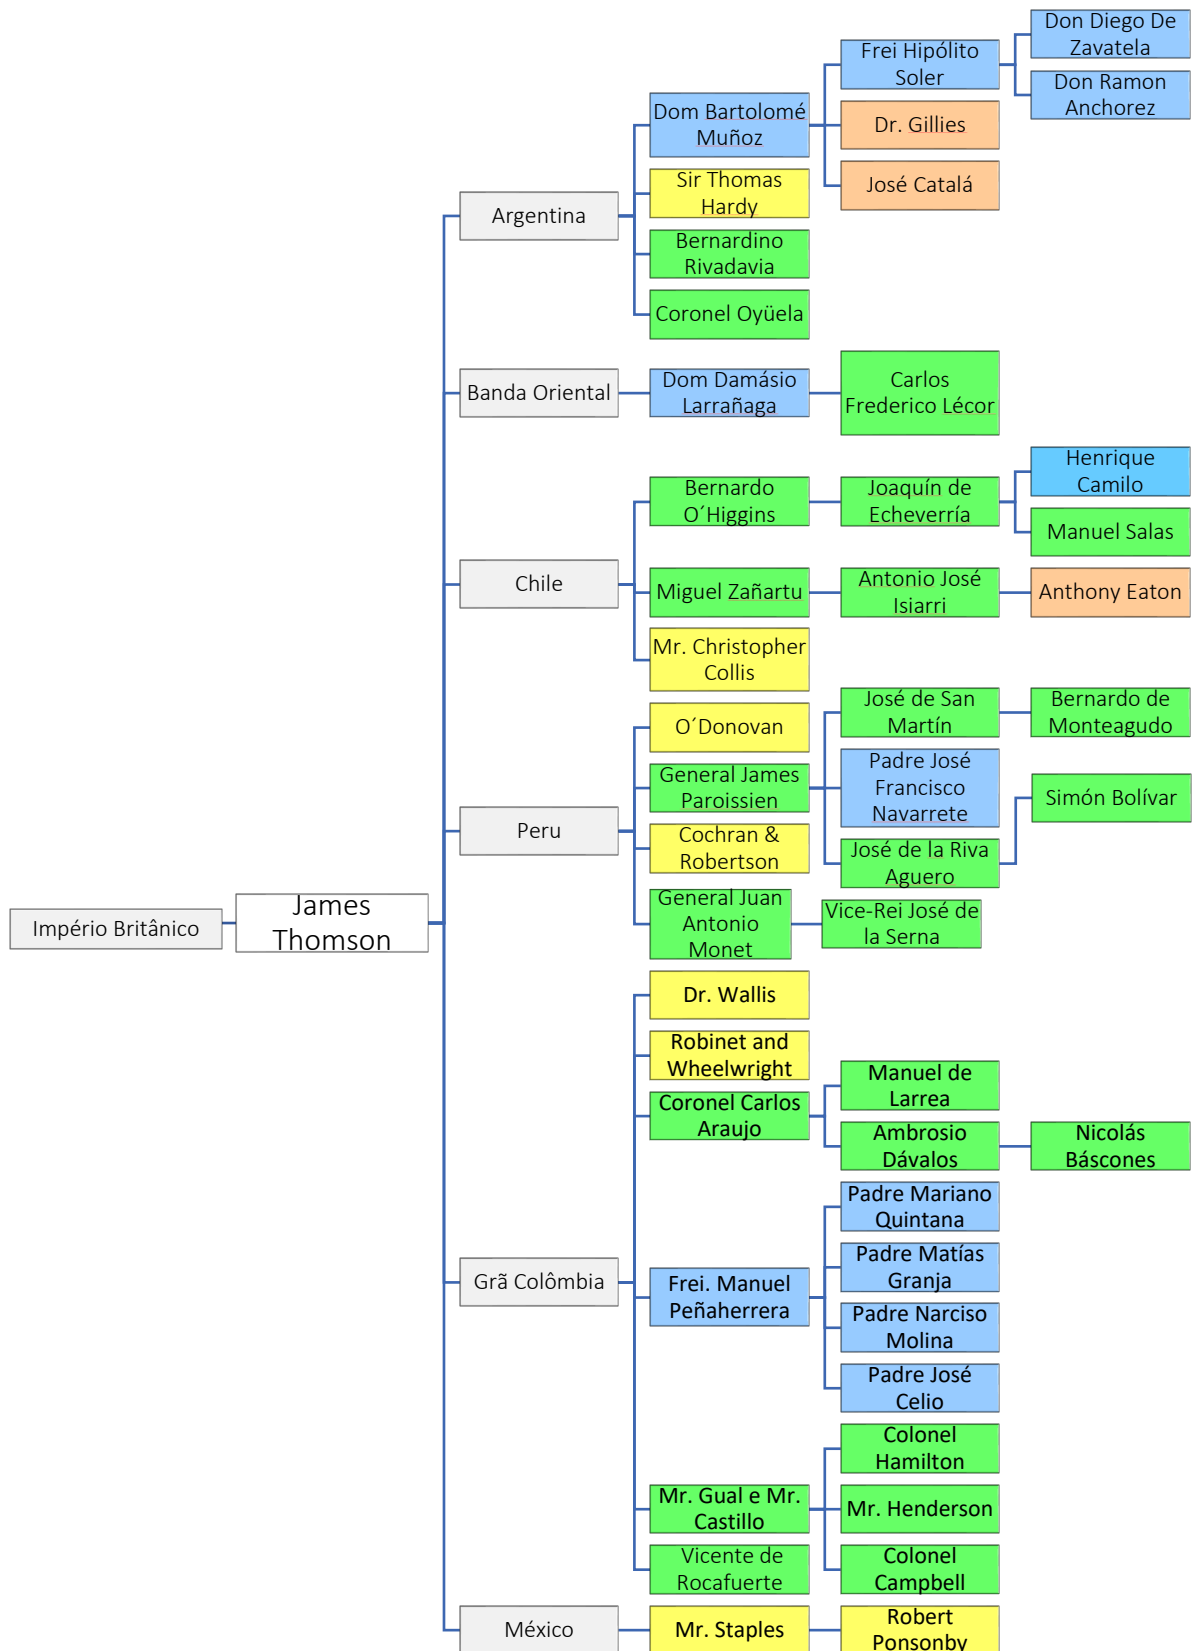 Império Britânico
James
Thomson
Argentina
Dom Bartolomé
Muñoz
Frei Hipólito
Soler
Don Diego De
Zavatela
Don Ramon
Anchorez
Dr. Gillies
José Catalá
Sir Thomas
Hardy
Bernardino
Rivadavia
Coronel Oyüela
Banda Oriental
Dom Damásio
Larrañaga
Carlos
Frederico Lécor
Chile
Bernardo
O´Higgins
Joaquín de
Echeverría
Henrique
Camilo
Manuel Salas
Miguel Zañartu
Antonio José
Isiarri
Anthony Eaton
Mr. Christopher
Collis
Peru
O´Donovan
General James
Paroissien
José de San
Martín
Bernardo de
Monteagudo
Padre José
Francisco
Navarrete
José de la Riva
Aguero
Simón Bolívar
Cochran &
Robertson
General Juan
Antonio
Monet
Vice-Rei José de
la Serna
Grã Colômbia
Dr. Wallis
Robinet and
Wheelwright
Coronel Carlos
Araujo
Manuel de
Larrea
Ambrosio
Dávalos
Nicolás
Báscones
Frei. Manuel
Peñaherrera
Padre Mariano
Quintana
Padre Matías
Granja
Padre Narciso
Molina
Padre José
Celio
Mr. Gual e Mr.
Castillo
Colonel
Hamilton
Mr. Henderson
Colonel
Campbell
Vicente de
Rocafuerte
México
Mr. Staples
Robert
Ponsonby